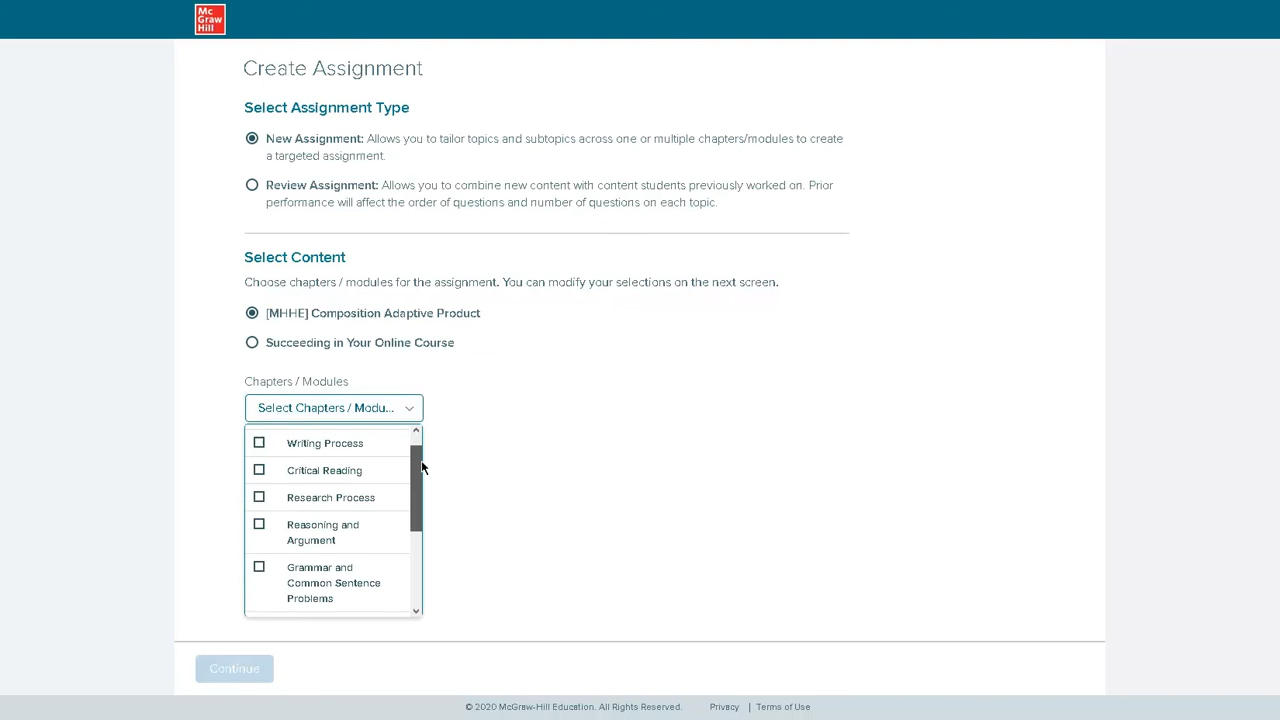 Mc
Graw
Hill
Create Assignment
Select Assignment Type
New Assignment: Allows you to tailor topics and subtopics across one or multiple chapters/modules to create
a targeted assignment.
Review Assignment: Allows you to combine new content with content students previously worked on. Prior
performance will affect the order of questions and number of questions on each topic.
Select Content
Choose chapters / modules for the assignment. You can modify your selections on the next screen.
[MHHE] Composition Adaptive Product
Succeeding in Your Online Course
Chapters / Modules
Select Chapters / Modu...
Writing Process
Critical Reading
Research Process
Reasoning and
Argument
Grammar and
Common Sentence
Problems
Continue
© 2020 McGraw-Hill Education. All Rights Reserved. Privacy | Terms of Use